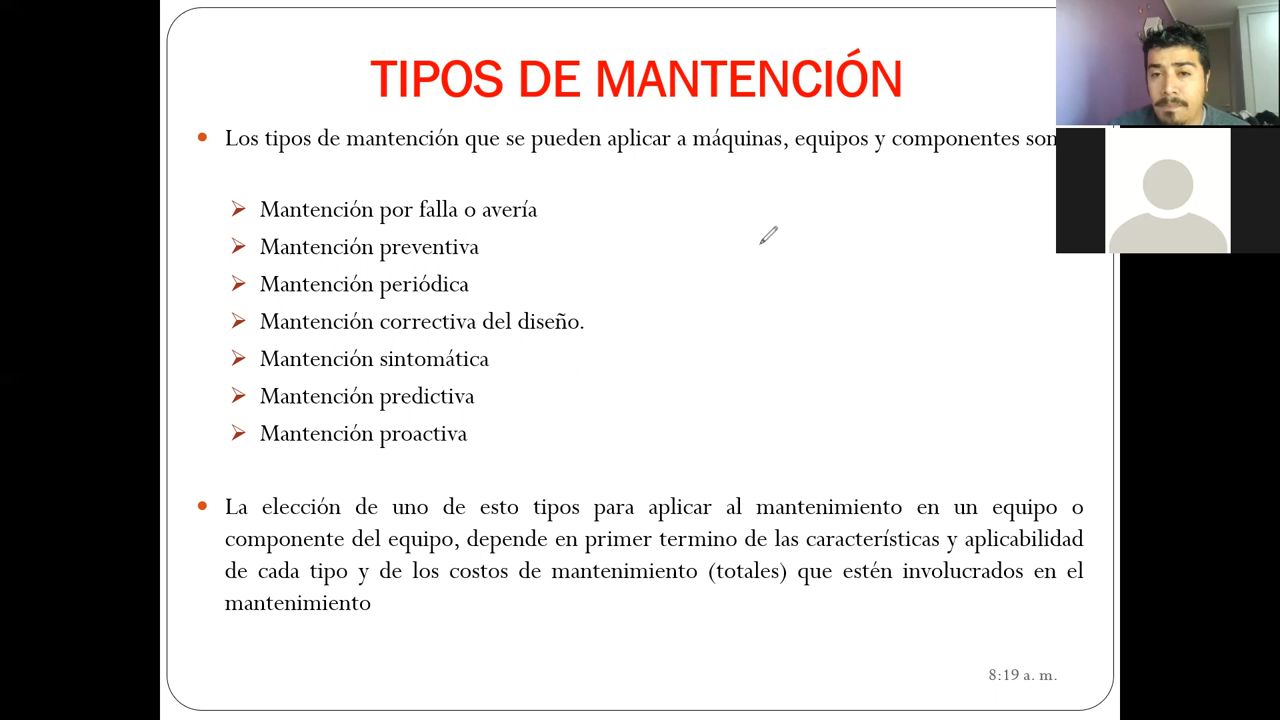 TIPOS DE MANTENCIÓN
Los tipos de mantención que se pueden aplicar a máquinas, equipos y componentes son
Mantención por falla o avería
Mantención preventiva
Mantención periódica
Mantención correctiva del diseño.
Mantención sintomática
Mantención predictiva
Mantención proactiva
La elección de uno de esto tipos para aplicar al mantenimiento en un equipo o
componente del equipo, depende en primer termino de las características y aplicabilidad
de cada tipo y de los costos de mantenimiento (totales) que estén involucrados en el
mantenimiento
8:19 a. m.